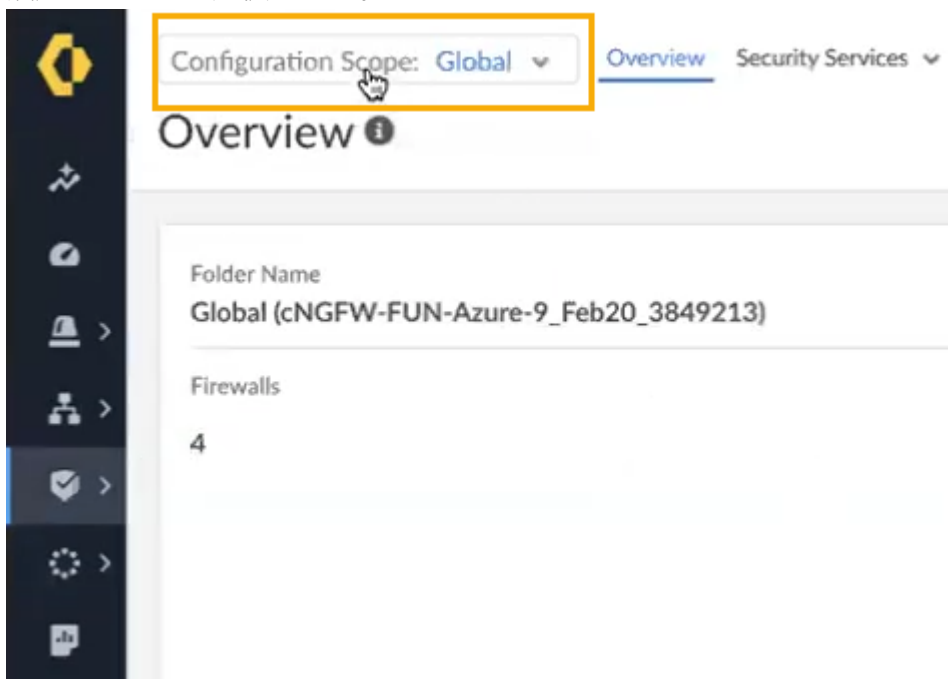 Configuration Scope: Global
Overview
Security Services
Overview
Folder Name
Global (cNGFW-FUN-Azure-9_Feb20_3849213)
Firewalls
4